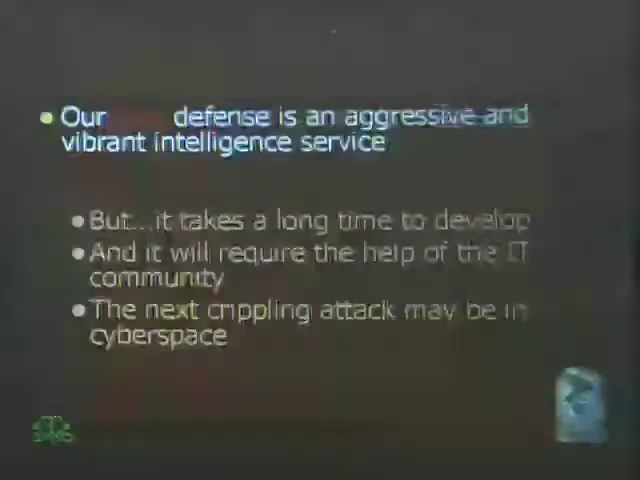 Our defense is an aggressive and
vibrant intelligence service
But...it takes a long time to develop
And it will require the help of the IT
community
The next crippling attack may be in
cyberspace